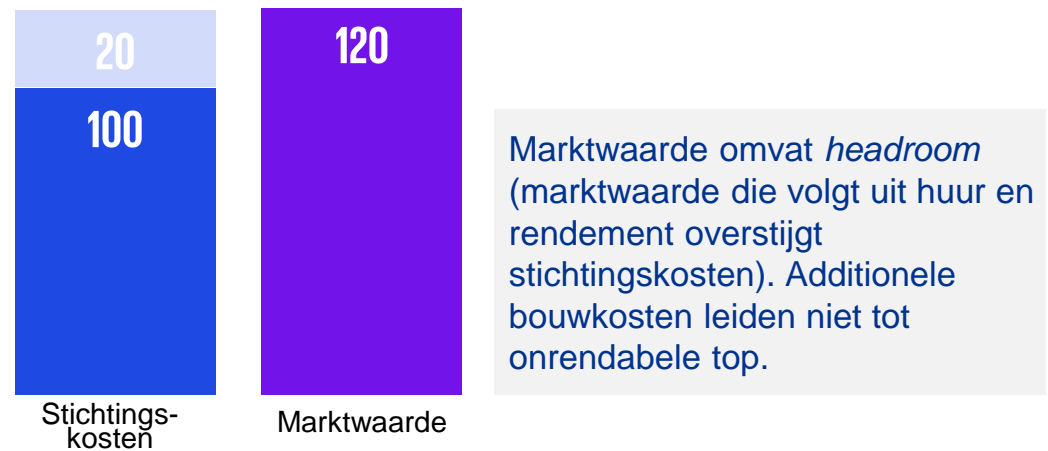 20
100
120
Marktwaarde omvat headroom
(marktwaarde die volgt uit huur en
rendement overstijgt
stichtingskosten). Additionele
bouwkosten leiden niet tot
onrendabele top.
Stichtings-
kosten
Marktwaarde